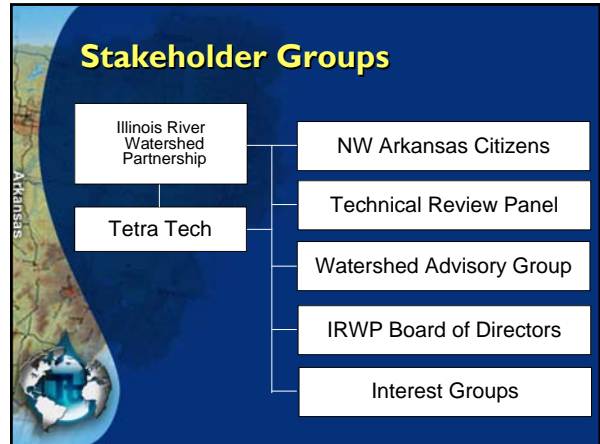 Stakeholder Groups
Illinois River
Watershed
Partnership
Tetra Tech
NW Arkansas Citizens
Technical Review Panel
Watershed Advisory Group
IRWP Board of Directors
Interest Groups
Arkansas